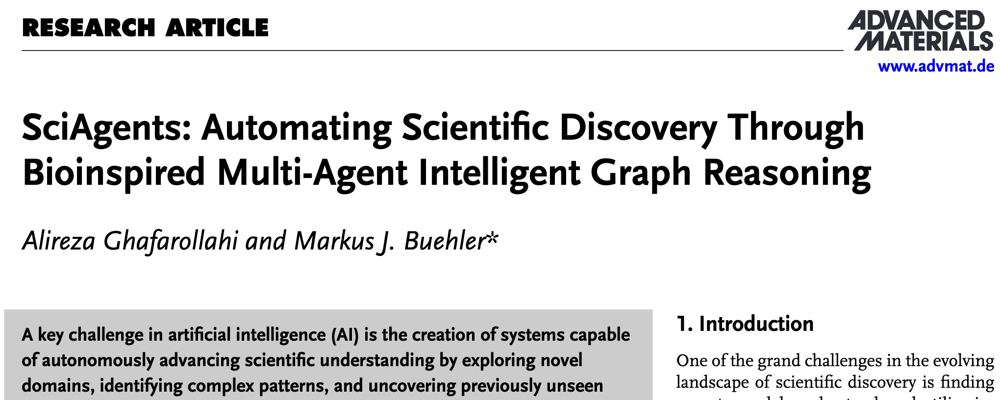 RESEARCH ARTICLE
ADVANCED
MATERIALS
www.advmat.de
SciAgents: Automating Scientific Discovery Through
Bioinspired Multi-Agent Intelligent Graph Reasoning
Alireza Ghafarollahi and Markus J. Buehler*
A key challenge in artificial intelligence (AI) is the creation of systems capable
of autonomously advancing scientific understanding by exploring novel
domains, identifying complex patterns, and uncovering previously unseen
1. Introduction
One of the grand challenges in the evolving
landscape of scientific discovery is finding